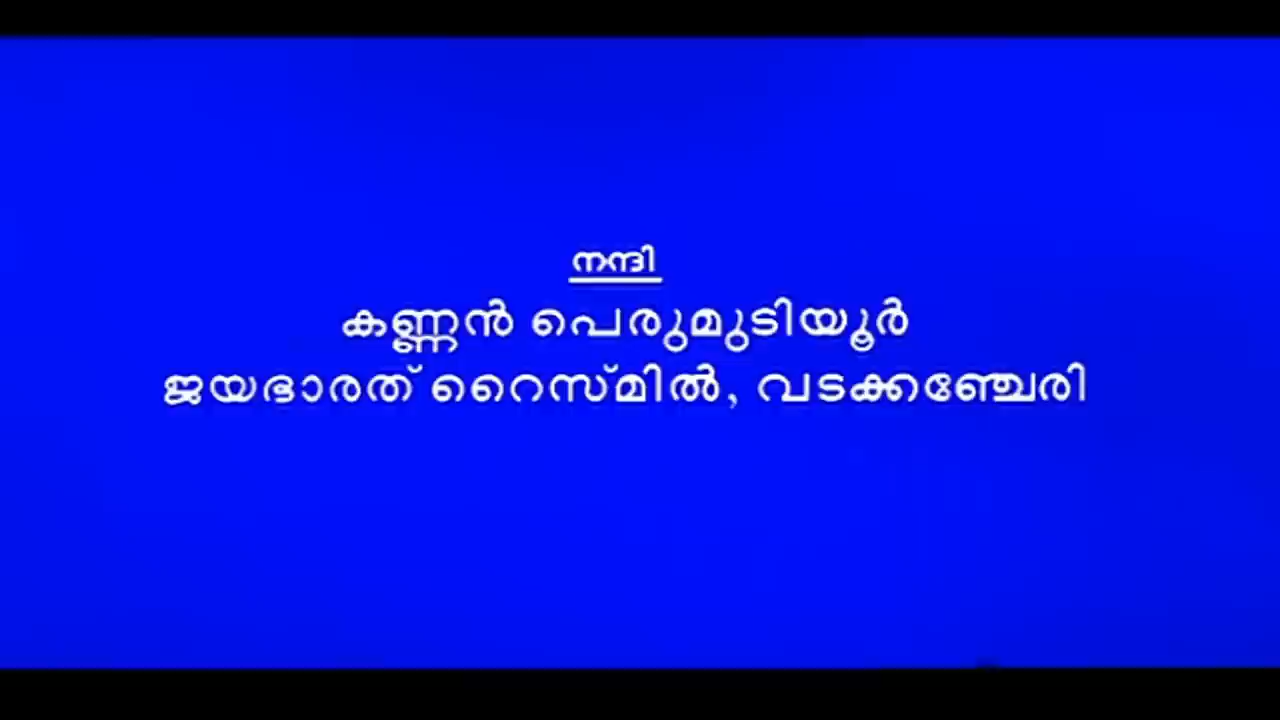 നന്ദി
കണ്ണൻ പെരുമുടിയൂർ
ജയഭാരത് റൈസ്മിൽ, വടക്കഞ്ചേരി